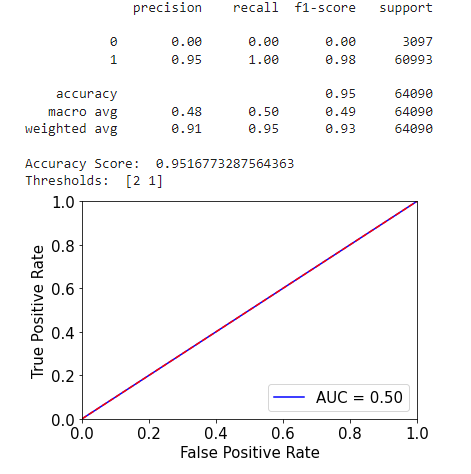 precision recall f1-score support
0 0.00 0.00 0.00 3097
1 0.95 1.00 0.98 60993
accuracy 0.95 64090
macro avg 0.48 0.50 0.49 64090
weighted avg 0.91 0.95 0.93 64090
Accuracy Score: 0.9516773287564363
Thresholds: [2 1]
1.0
0.8
0.6
0.4
0.2
0.0
True Positive Rate
AUC = 0.50
0.0 0.2 0.4 0.6 0.8 1.0
False Positive Rate